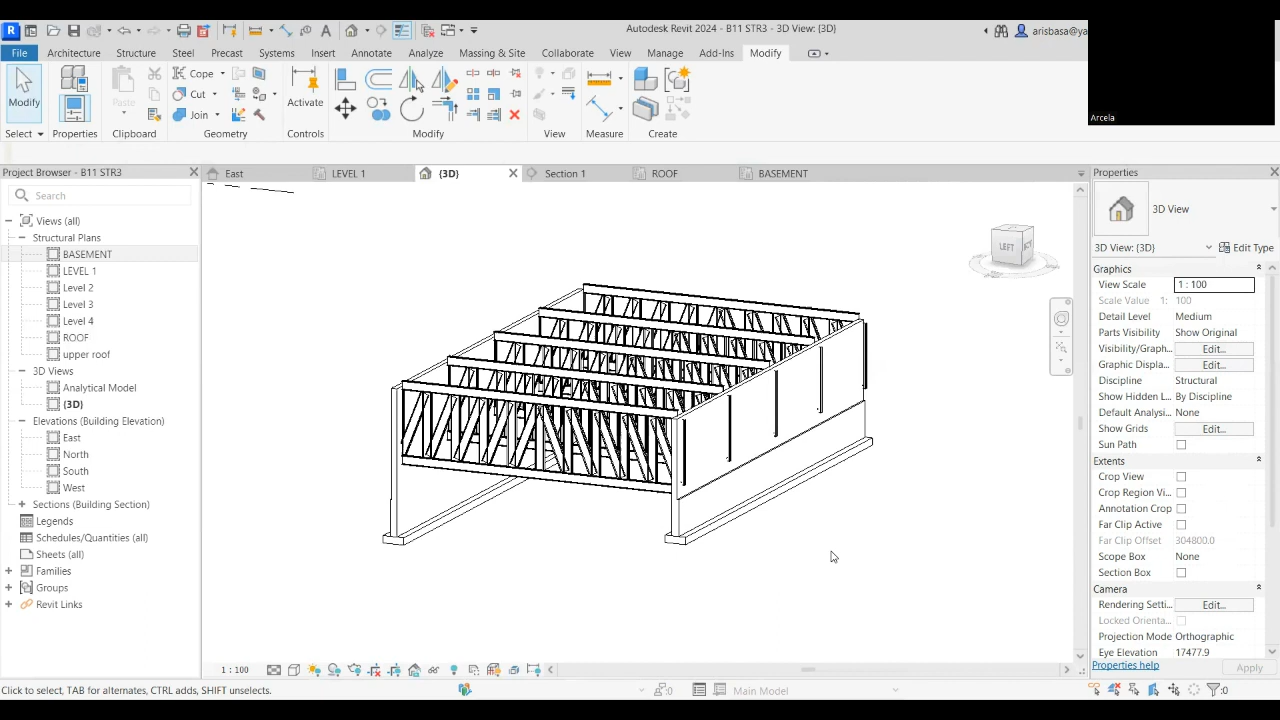 Autodesk Revit 2024 - B11 STR3 - 3D View: {3D}
arisbasa@ya
File Architecture Structure Steel Precast Systems Insert Annotate Analyze Massing & Site Collaborate View Manage Add-Ins Modify
Modify
Paste
Cope
Cut
Join
Activate
Select Properties Clipboard Geometry Controls Modify View Measure Create
Arcela
Project Browser - B11 STR3
East LEVEL 1 {3D} Section 1 ROOF BASEMENT
Properties
Search
Views (all)
Structural Plans
BASEMENT
LEVEL 1
Level 2
Level 3
Level 4
ROOF
upper roof
3D Views
Analytical Model
{3D}
Elevations (Building Elevation)
East
North
South
West
Sections (Building Section)
Legends
Schedules/Quantities (all)
Sheets (all)
Families
Groups
Revit Links
LEFT
3D View
3D View: {3D} Edit Type
Graphics
View Scale 1 : 100
Scale Value 1: 100
Detail Level Medium
Parts Visibility Show Original
Visibility/Graph... Edit...
Graphic Displa... Edit...
Discipline Structural
Show Hidden L... By Discipline
Default Analysi... None
Show Grids Edit...
Sun Path
Extents
Crop View
Crop Region Vi...
Annotation Crop
Far Clip Active
Far Clip Offset 304800.0
Scope Box None
Section Box
Camera
Rendering Setti... Edit...
Locked Orienta...
Projection Mode Orthographic
Eye Elevation 17477.9
Properties help Apply
1 : 100
Click to select, TAB for alternates, CTRL adds, SHIFT unselects.
:0
Main Model
:0